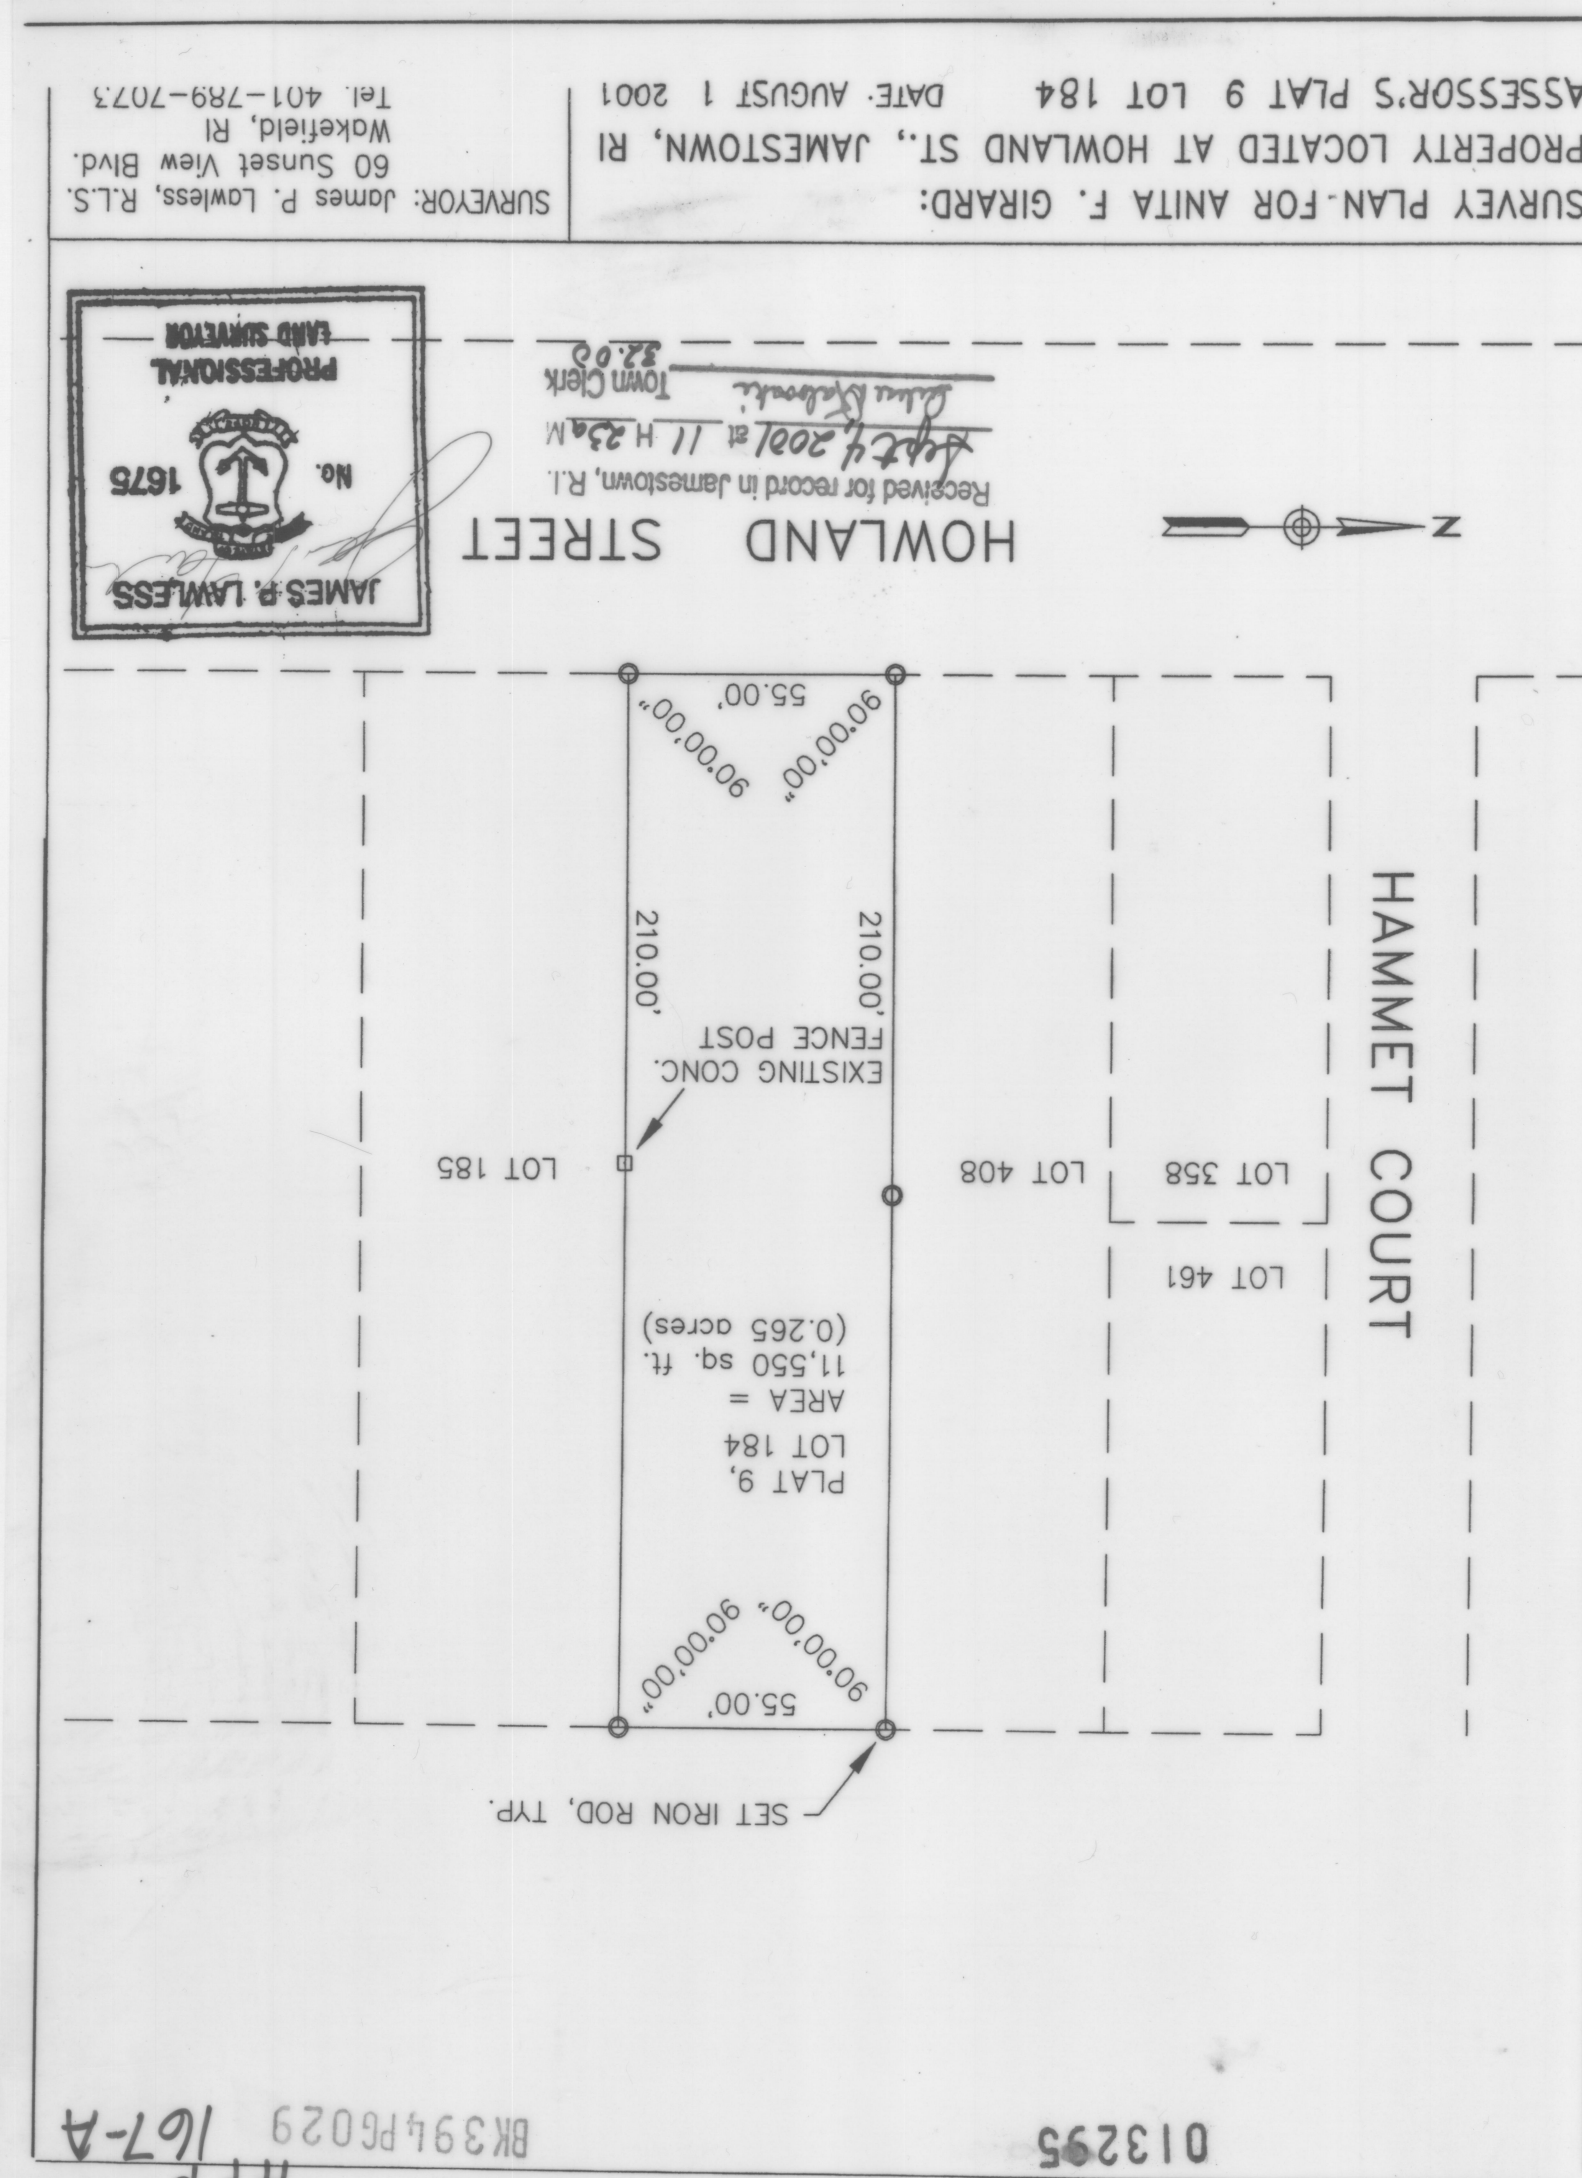 013295
BK394PG029 167-A
SET IRON ROD, TYP.
55.00'
90°00'00"
90°00'00"
PLAT 9,
LOT 184
AREA =
11,550 sq. ft.
(0.265 acres)
LOT 461
LOT 358
LOT 408
LOT 185
HAMMET COURT
EXISTING CONC.
FENCE POST
210.00'
210.00'
90°00'00"
90°00'00"
55.00'
N
HOWLAND STREET
Received for record in Jamestown, R.I.
Sept 4, 2001 at 11 H 23 a M
Town Clerk
32.00
JAMES P. LAWLESS
No. 1675
PROFESSIONAL
LAND SURVEYOR
SURVEY PLAN FOR ANITA F. GIRARD:
PROPERTY LOCATED AT HOWLAND ST., JAMESTOWN, RI
ASSESSOR'S PLAT 9 LOT 184 DATE: AUGUST 1 2001
SURVEYOR: James P. Lawless, R.L.S.
60 Sunset View Blvd.
Wakefield, RI
Tel. 401-789-7073